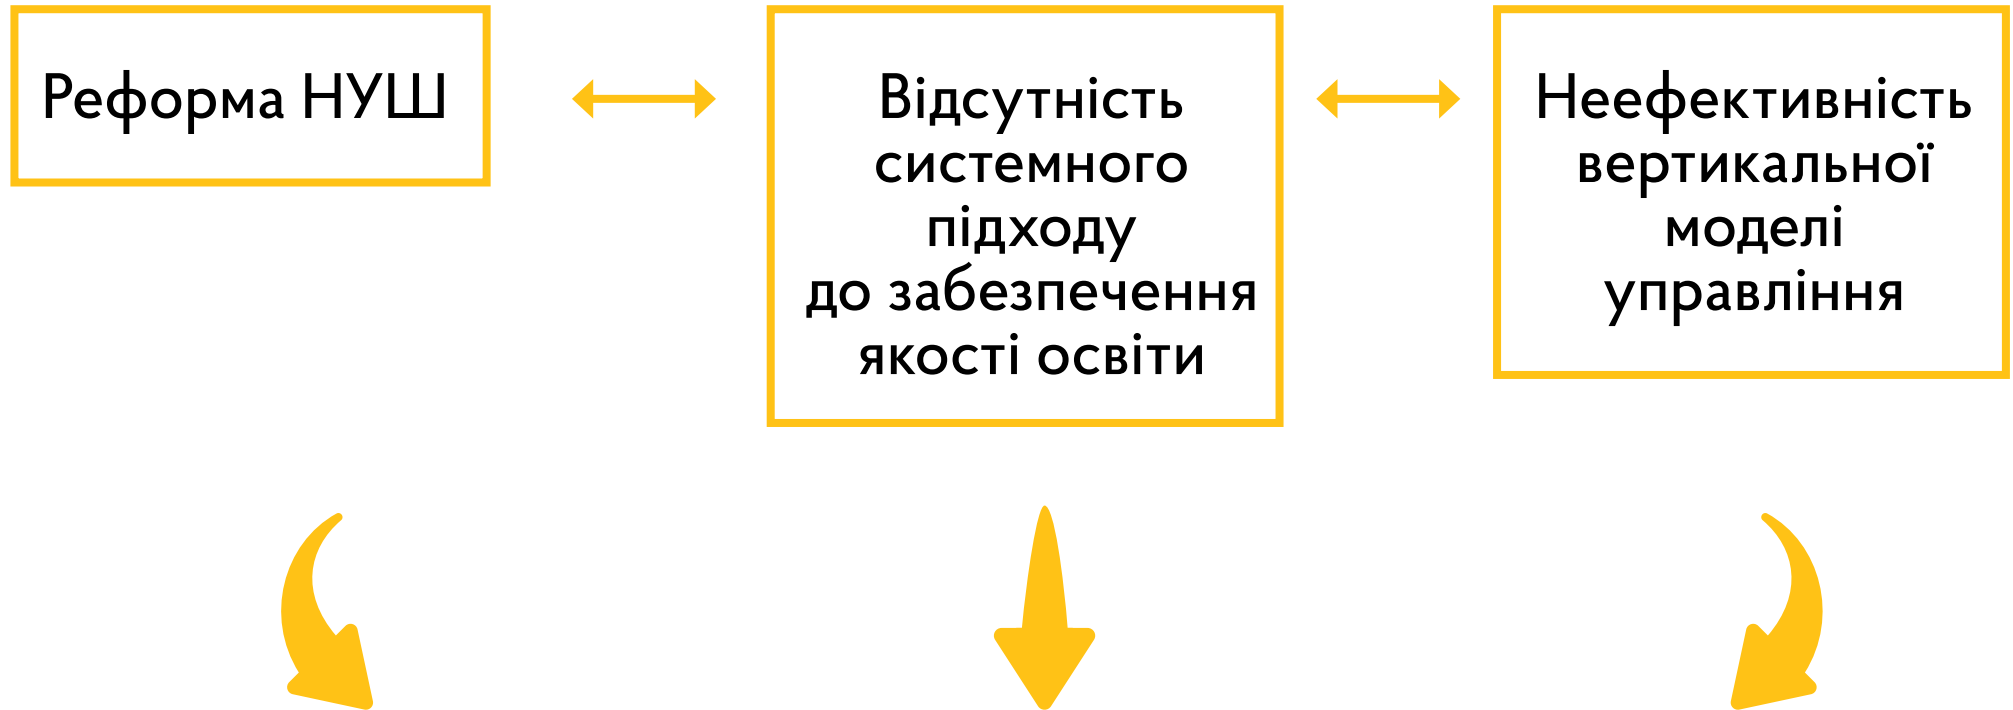 Реформа НУШ
Відсутність
системного
підходу
до забезпечення
якості освіти
Неефективність
вертикальної
моделі
управління